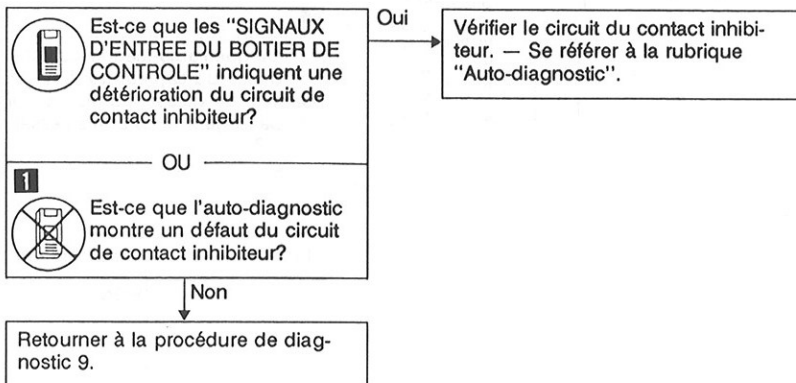 Est-ce que les "SIGNAUX
D'ENTREE DU BOITIER DE
CONTROLE" indiquent une
détérioration du circuit de
contact inhibiteur?
OU
1
Est-ce que l'auto-diagnostic
montre un défaut du circuit
de contact inhibiteur?
Oui
Vérifier le circuit du contact inhibi-
teur. — Se référer à la rubrique
"Auto-diagnostic".
Non
Retourner à la procédure de diag-
nostic 9.